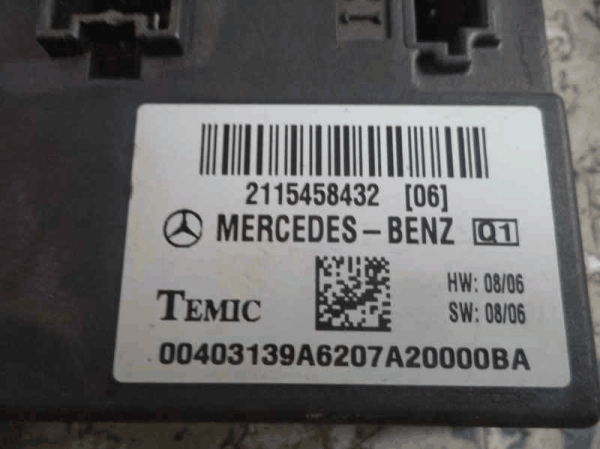 2115458432 [06]
MERCEDES-BENZ Q1
HW: 08/06
TEMIC SW: 08/06
00403139A6207A20000BA